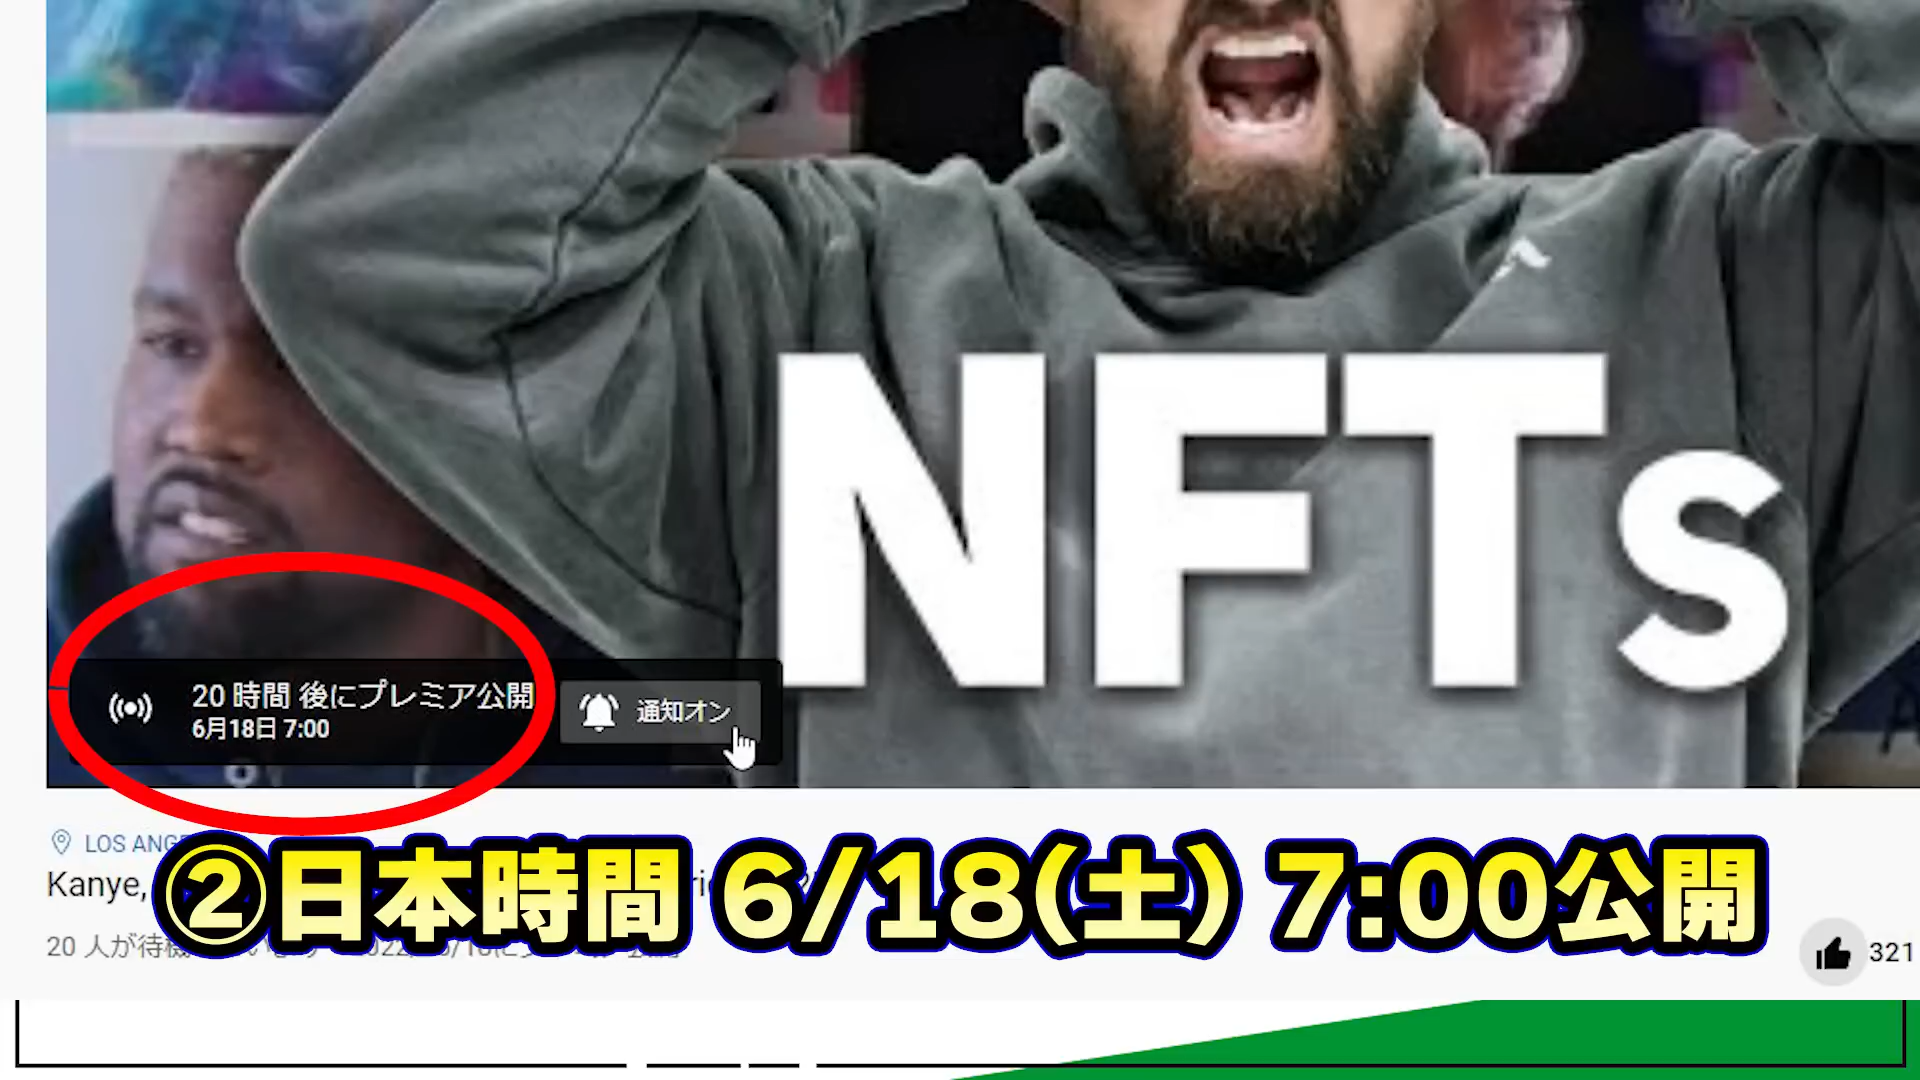 NFTs
20 時間 後にプレミア公開
6月18日 7:00
通知オン
LOS
Kanye,
②日本時間 6/18(土) 7:00公開
20 人が待機
321